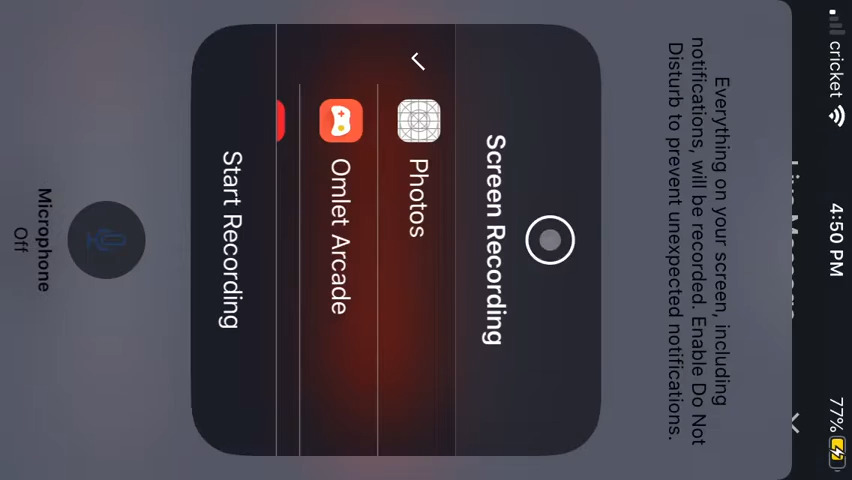 cricket 4:50 PM 77%
Everything on your screen, including
notifications, will be recorded. Enable Do Not
Disturb to prevent unexpected notifications.
Screen Recording
Photos
Omlet Arcade
Start Recording
Microphone
Off